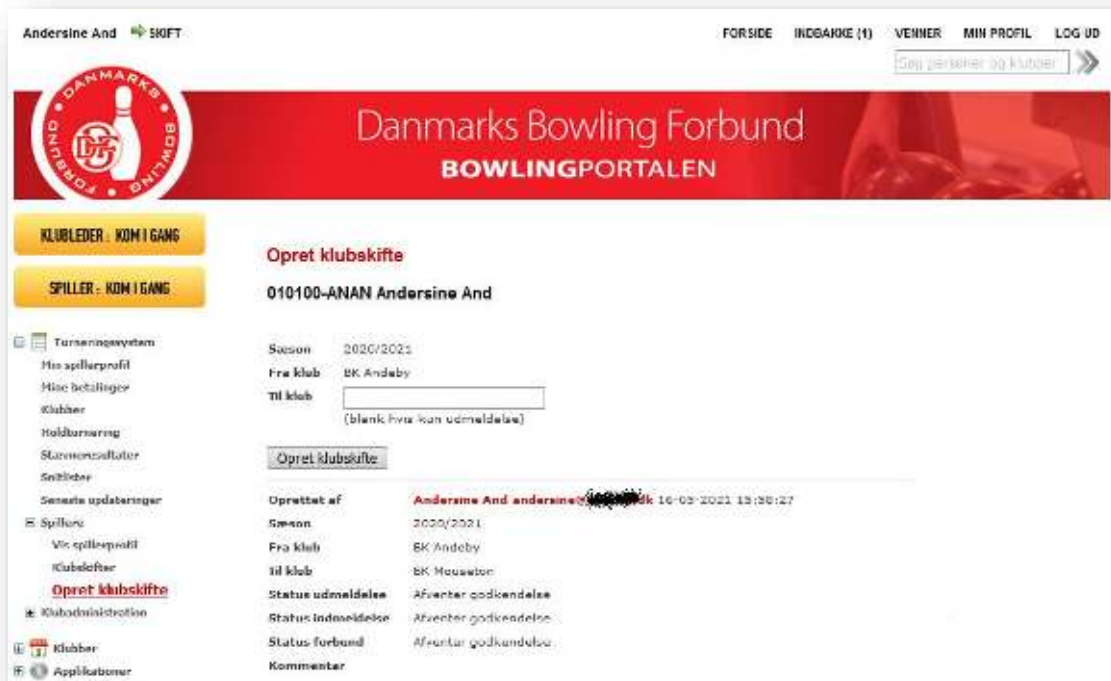 Andersine And SKIFT
FORSIDE INDBAKKE (1) VENNER MIN PROFIL LOG UD
Søg personer og klubber
DANMARKS BOWLING FORBUND
Danmarks Bowling Forbund
BOWLINGPORTALEN
KLUBLEDER : KOM I GANG
SPILLER : KOM I GANG
Opret klubskifte
010100-ANAN Andersine And
Turneringssystem
Min spillerprofil
Mine betalinger
Klubber
Holdturnering
Stævneresultater
Snitlister
Seneste opdateringer
Spillere
Vis spillerprofil
Klubskifter
Opret klubskifte
Klubadministration
Klubber
Applikationer
Sæson 2020/2021
Fra klub BK Andeby
Til klub
(blank hvis kun udmeldelse)
Opret klubskifte
Oprettet af Andersine And andersine@ k 16-03-2021
Sæson 2020/2021
Fra klub BK Andeby
Til klub BK Mouseton
Status udmeldelse Afventer godkendelse
Status indmeldelse Afventer godkendelse.
Status forbund Afventer godkendelse.
Kommentar